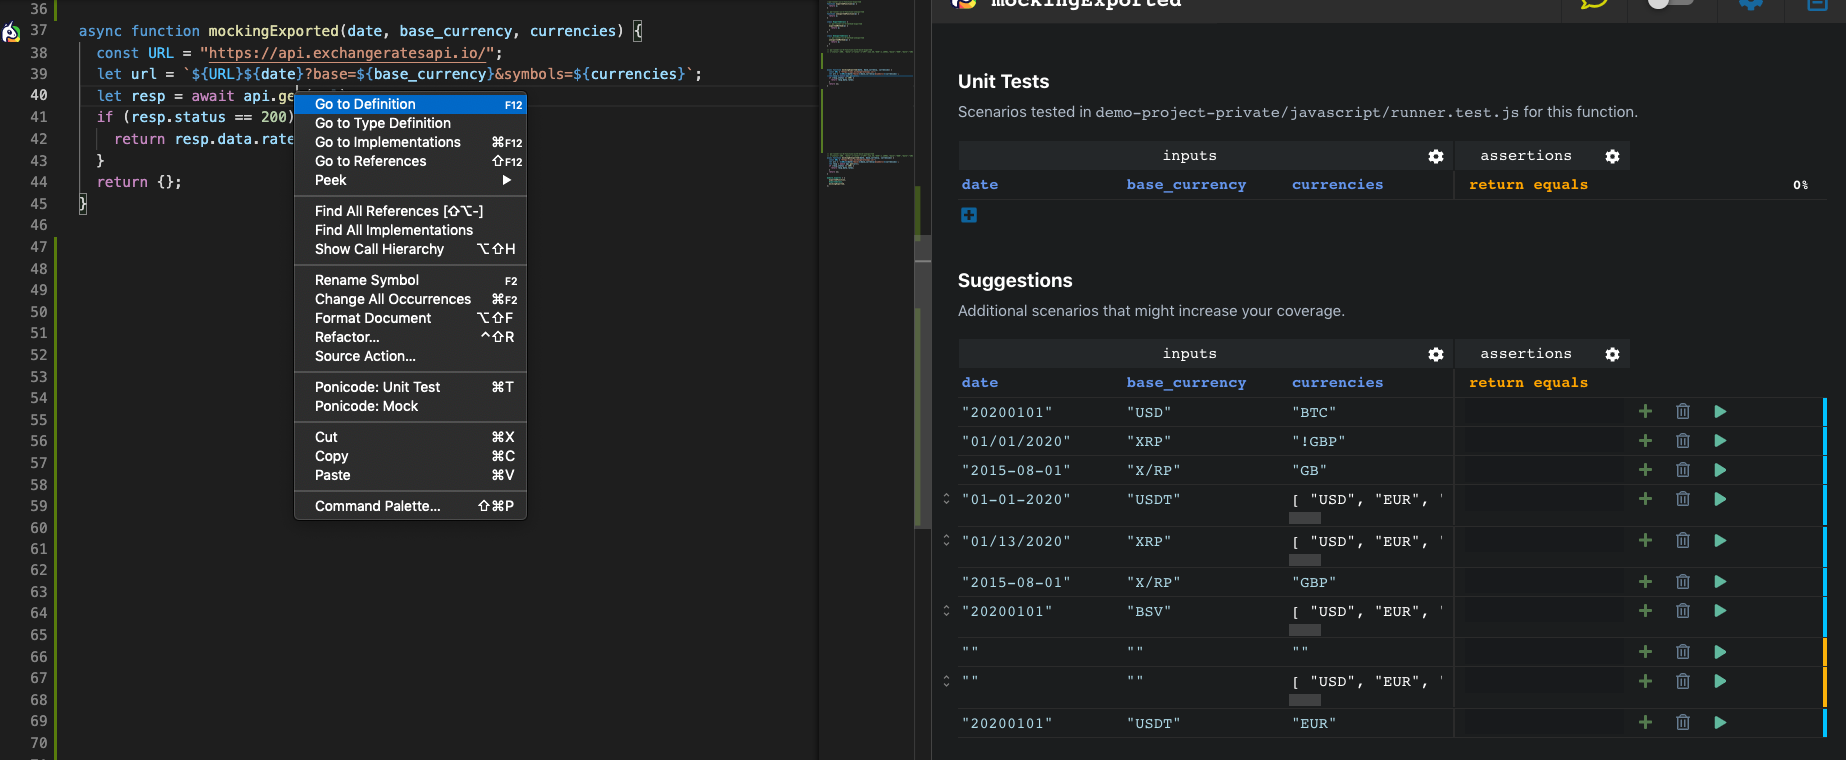 36
37 async function mockingExported(date, base_currency, currencies) {
38 const URL = "https://api.exchangeratesapi.io/";
39 let url = `${URL}${date}?base=${base_currency}&symbols=${currencies}`;
40 let resp = await api.ge
41 if (resp.status == 200)
42 return resp.data.rate
43 }
44 return {};
45 }
46
47
48
49
50
51
52
53
54
55
56
57
58
59
60
61
62
63
64
65
66
67
68
69
70
Go to Definition F12
Go to Type Definition
Go to Implementations ⌘F12
Go to References ⇧F12
Peek
Find All References [⇧⌥-]
Find All Implementations
Show Call Hierarchy ⌥⇧H
Rename Symbol F2
Change All Occurrences ⌘F2
Format Document ⌥⇧F
Refactor... ^⇧R
Source Action...
Ponicode: Unit Test ⌘T
Ponicode: Mock
Cut ⌘X
Copy ⌘C
Paste ⌘V
Command Palette... ⇧⌘P
mockingExported
Unit Tests
Scenarios tested in demo-project-private/javascript/runner.test.js for this function.
inputs assertions
date base_currency currencies return equals 0%
Suggestions
Additional scenarios that might increase your coverage.
inputs assertions
date base_currency currencies return equals
"20200101" "USD" "BTC"
"01/01/2020" "XRP" "!GBP"
"2015-08-01" "X/RP" "GB"
"01-01-2020" "USDT" [ "USD", "EUR", '
"01/13/2020" "XRP" [ "USD", "EUR", '
"2015-08-01" "X/RP" "GBP"
"20200101" "BSV" [ "USD", "EUR", '
"" "" ""
"" "" [ "USD", "EUR", '
"20200101" "USDT" "EUR"